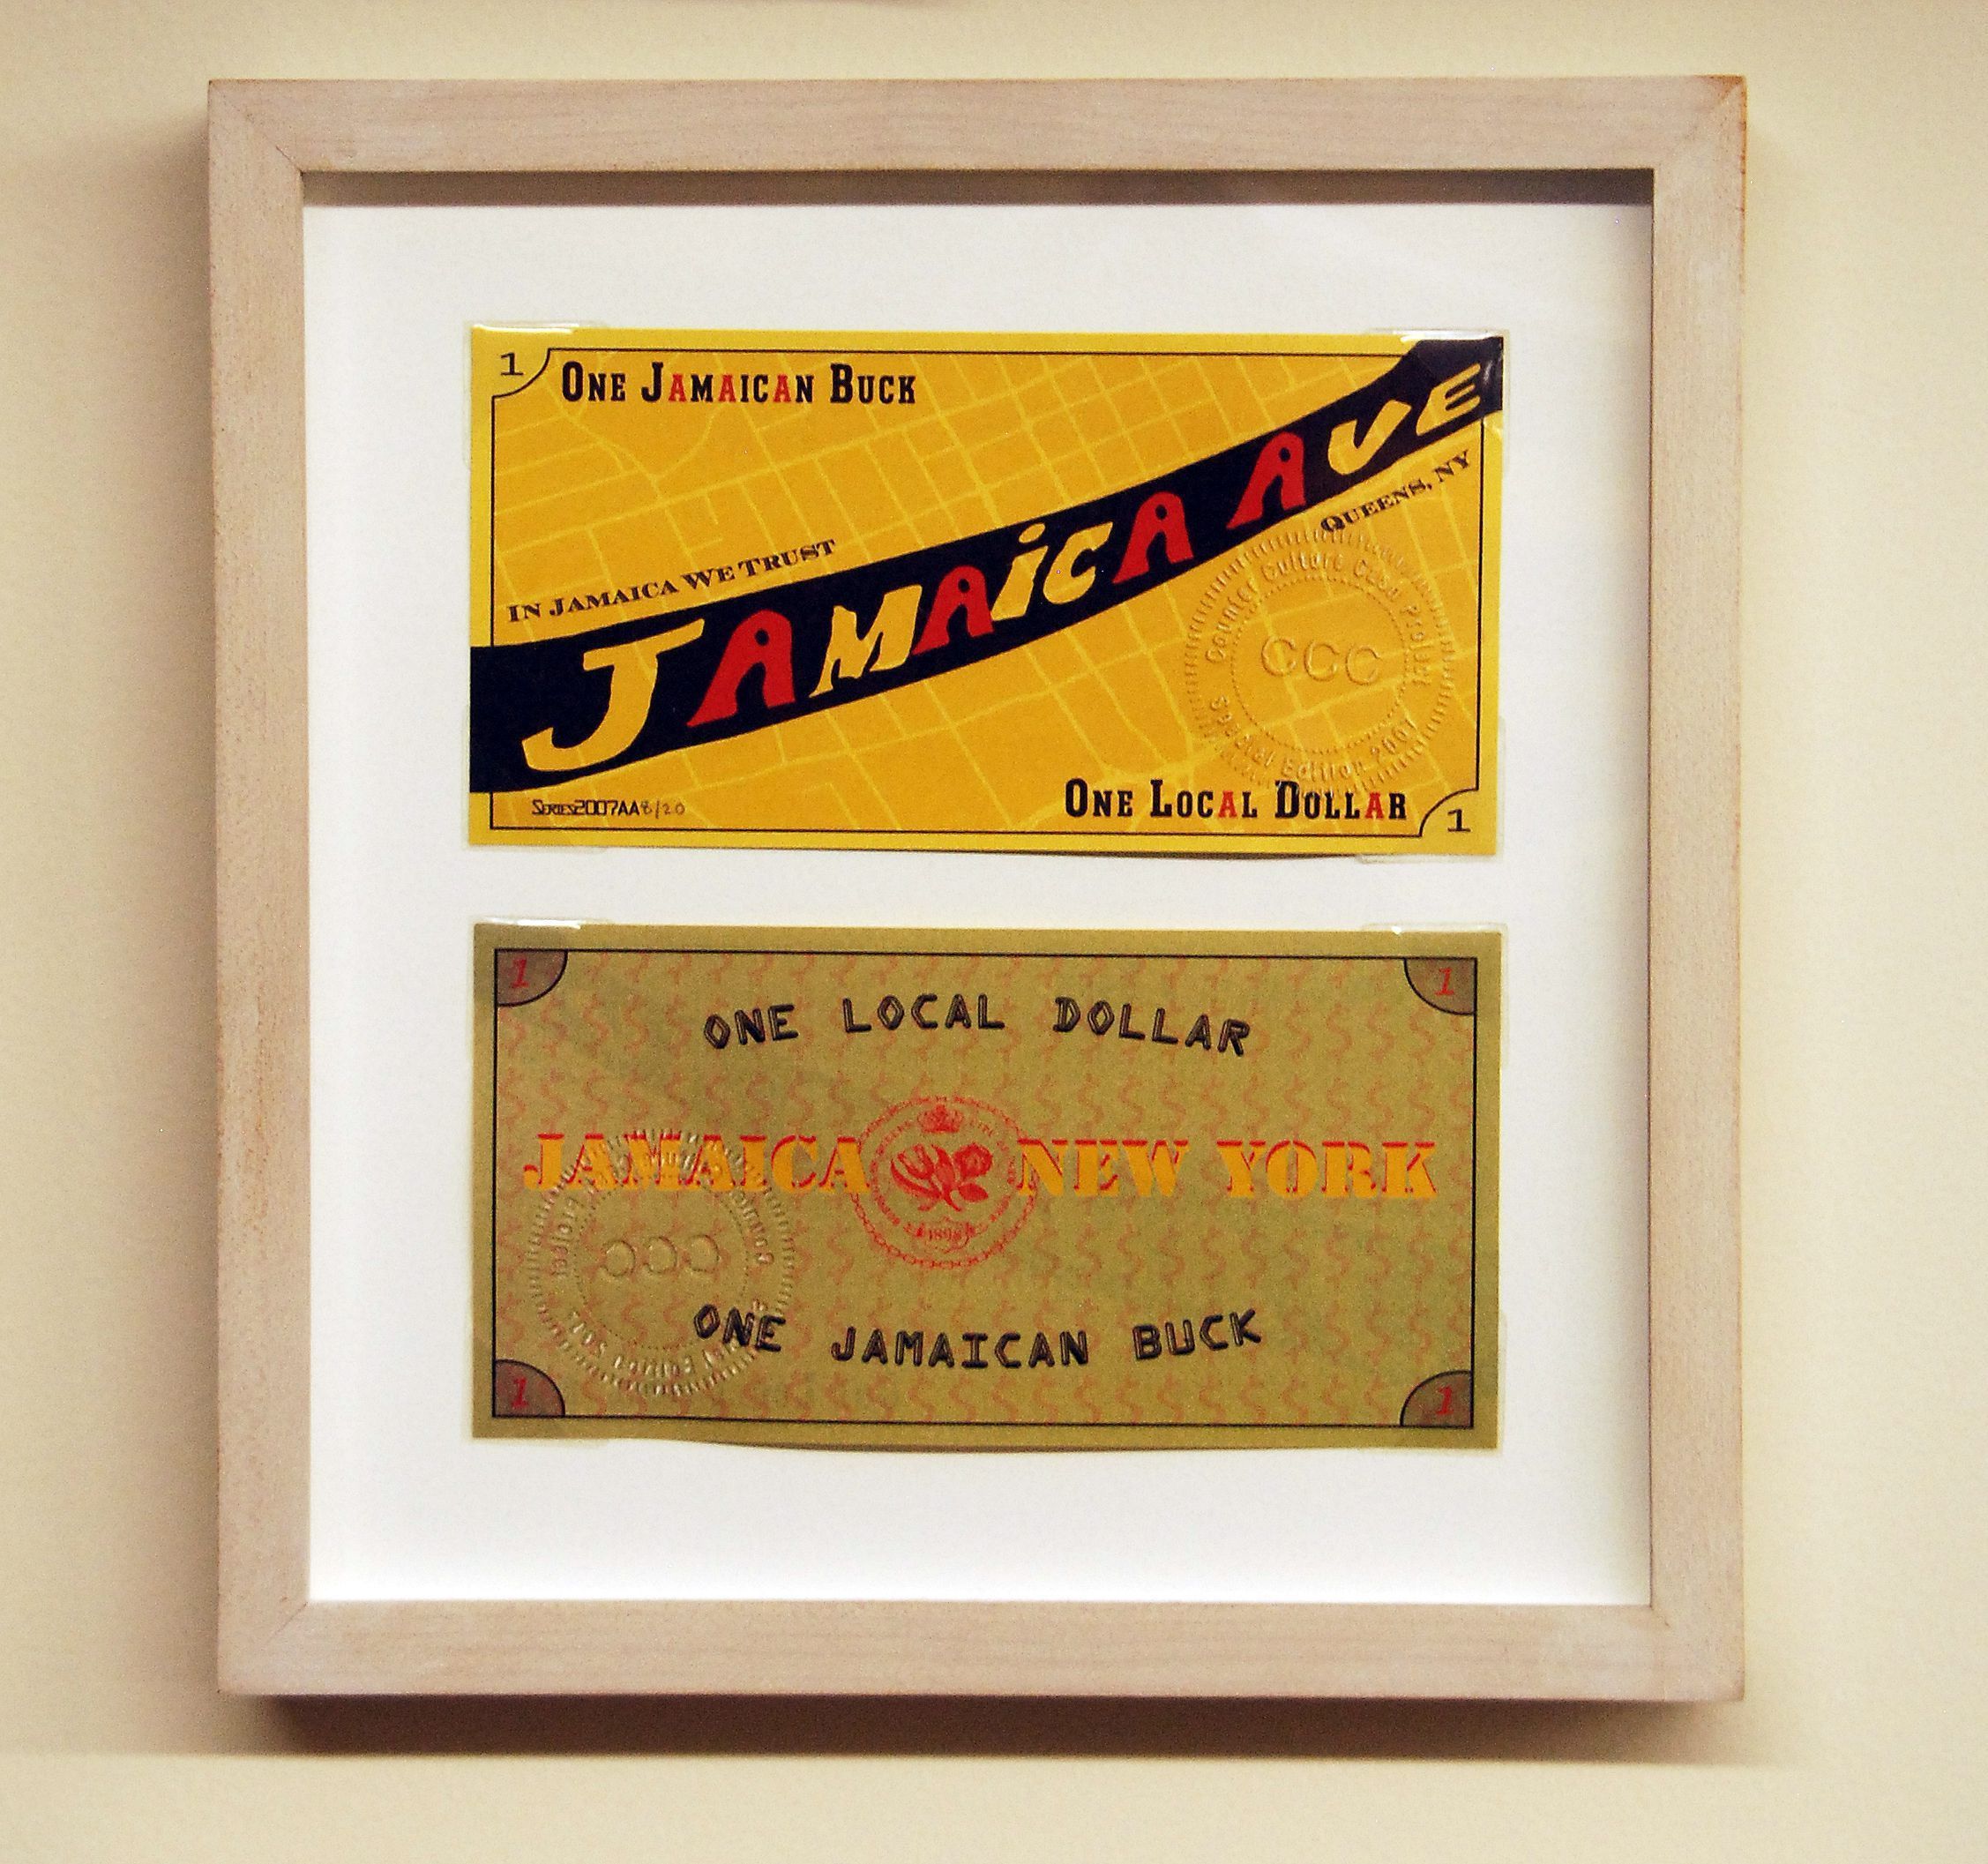 1
ONE JAMAICAN BUCK
JAMAICA AVE
IN JAMAICA WE TRUST
QUEENS, NY
Counter Culture Cash Project
CCC
Special Edition 2007
SERIES2007AA8/20
ONE LOCAL DOLLAR
1
1
1
ONE LOCAL DOLLAR
JAMAICA NEW YORK
1898
ONE JAMAICAN BUCK
1
1